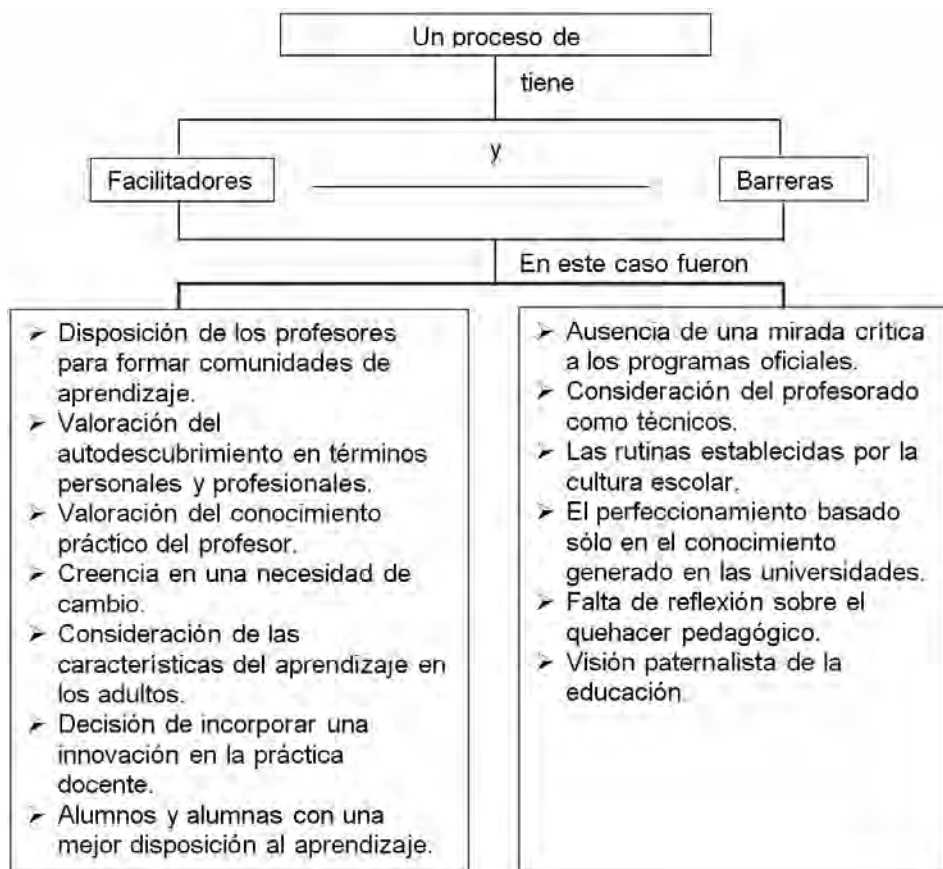 Un proceso de
tiene
y
Facilitadores
Barreras
En este caso fueron
➢ Disposición de los profesores
para formar comunidades de
aprendizaje.
➢ Valoración del
autodescubrimiento en términos
personales y profesionales.
➢ Valoración del conocimiento
práctico del profesor.
➢ Creencia en una necesidad de
cambio.
➢ Consideración de las
características del aprendizaje en
los adultos.
➢ Decisión de incorporar una
innovación en la práctica
docente.
➢ Alumnos y alumnas con una
mejor disposición al aprendizaje.
➢ Ausencia de una mirada crítica
a los programas oficiales.
➢ Consideración del profesorado
como técnicos.
➢ Las rutinas establecidas por la
cultura escolar.
➢ El perfeccionamiento basado
sólo en el conocimiento
generado en las universidades.
➢ Falta de reflexión sobre el
quehacer pedagógico.
➢ Visión paternalista de la
educación.